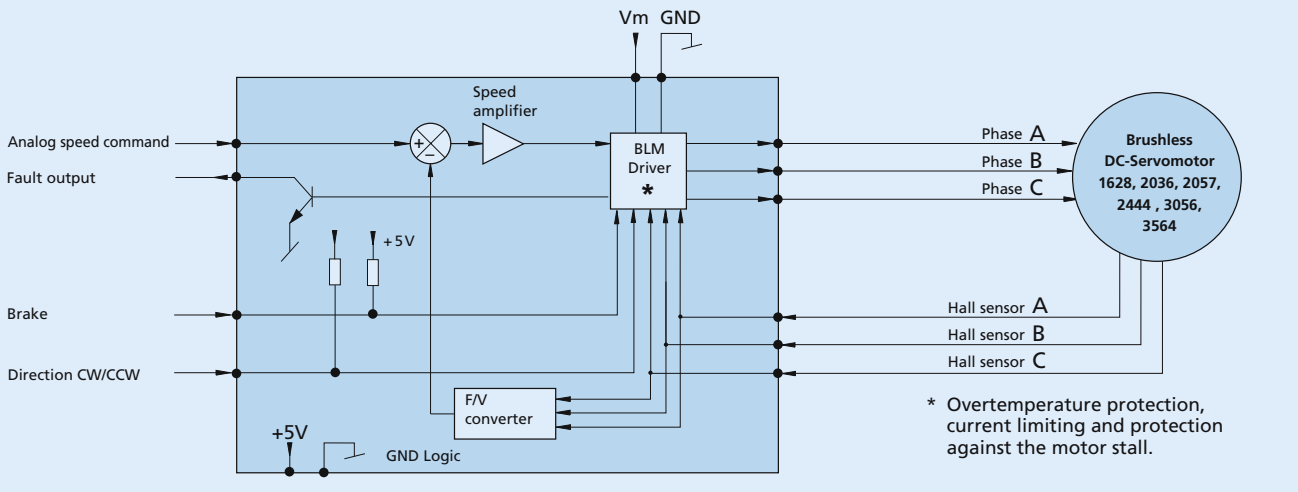 Vm GND
Speed
amplifier
Analog speed command
+
−
BLM
Driver
*
Phase A
Phase B
Phase C
Brushless
DC-Servomotor
1628, 2036, 2057,
2444 , 3056,
3564
Fault output
+5V
Brake
Hall sensor A
Hall sensor B
Hall sensor C
Direction CW/CCW
F/V
converter
+5V
GND Logic
* Overtemperature protection,
current limiting and protection
against the motor stall.